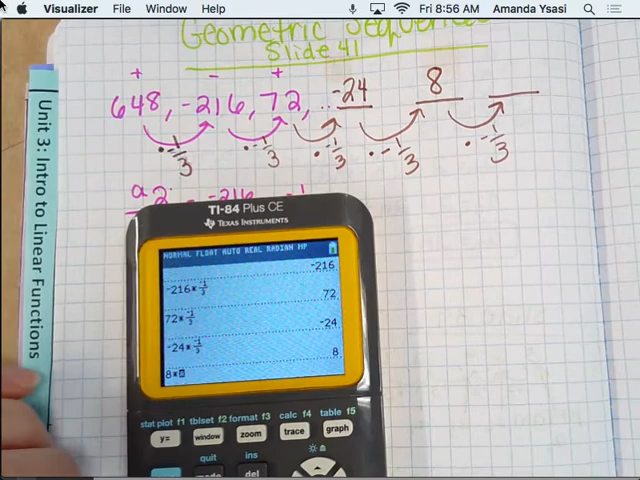 Visualizer File Window Help Fri 8:56 AM Amanda Ysasi
Geometric Sequences
Slide 41
+ - +
648, -216, 72, ... -24 8
• -1/3 • -1/3 • -1/3 • -1/3 • -1/3
a2 -216 -1
Unit 3: Intro to Linear Functions
TI-84 Plus CE
TEXAS INSTRUMENTS
NORMAL FLOAT AUTO REAL RADIAN MP
-216
-216*-1/3
72
72*-1/3
-24
-24*-1/3
8
8*
stat plot f1 tblset f2 format f3 calc f4 table f5
y= window zoom trace graph
quit ins
mode del